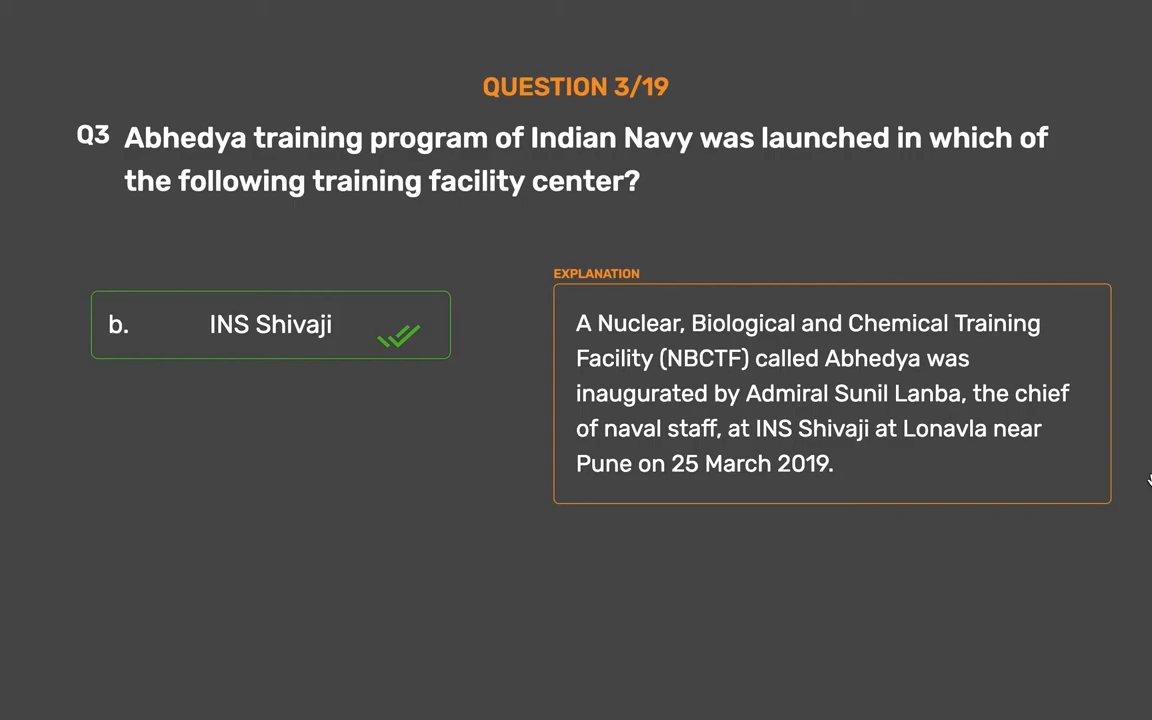 QUESTION 3/19
Q3 Abhedya training program of Indian Navy was launched in which of
the following training facility center?
b. INS Shivaji
EXPLANATION
A Nuclear, Biological and Chemical Training
Facility (NBCTF) called Abhedya was
inaugurated by Admiral Sunil Lanba, the chief
of naval staff, at INS Shivaji at Lonavla near
Pune on 25 March 2019.